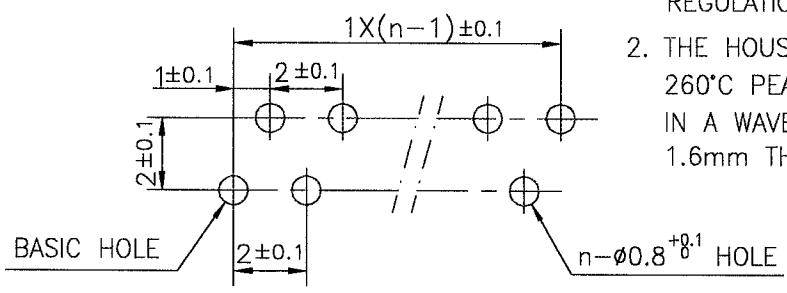 1X(n-1)±0.1
1±0.1
2±0.1
2±0.1
2±0.1
BASIC HOLE
n-ø0.8 +0.1 0 HOLE
2. THE HOUS
260°C PEA
IN A WAVE
1.6mm TH